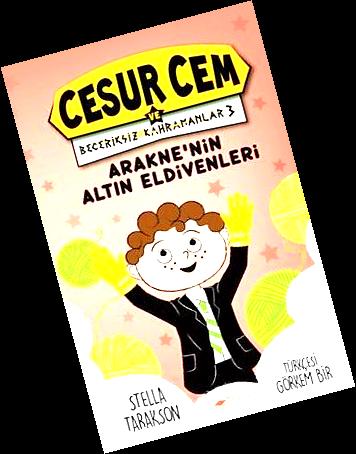 CESUR CEM
VE
BECERİKSİZ KAHRAMANLAR 3
ARAKNE'NİN
ALTIN ELDİVENLERİ
STELLA
TARAKSON
TÜRKÇESİ
GÖRKEM BİR